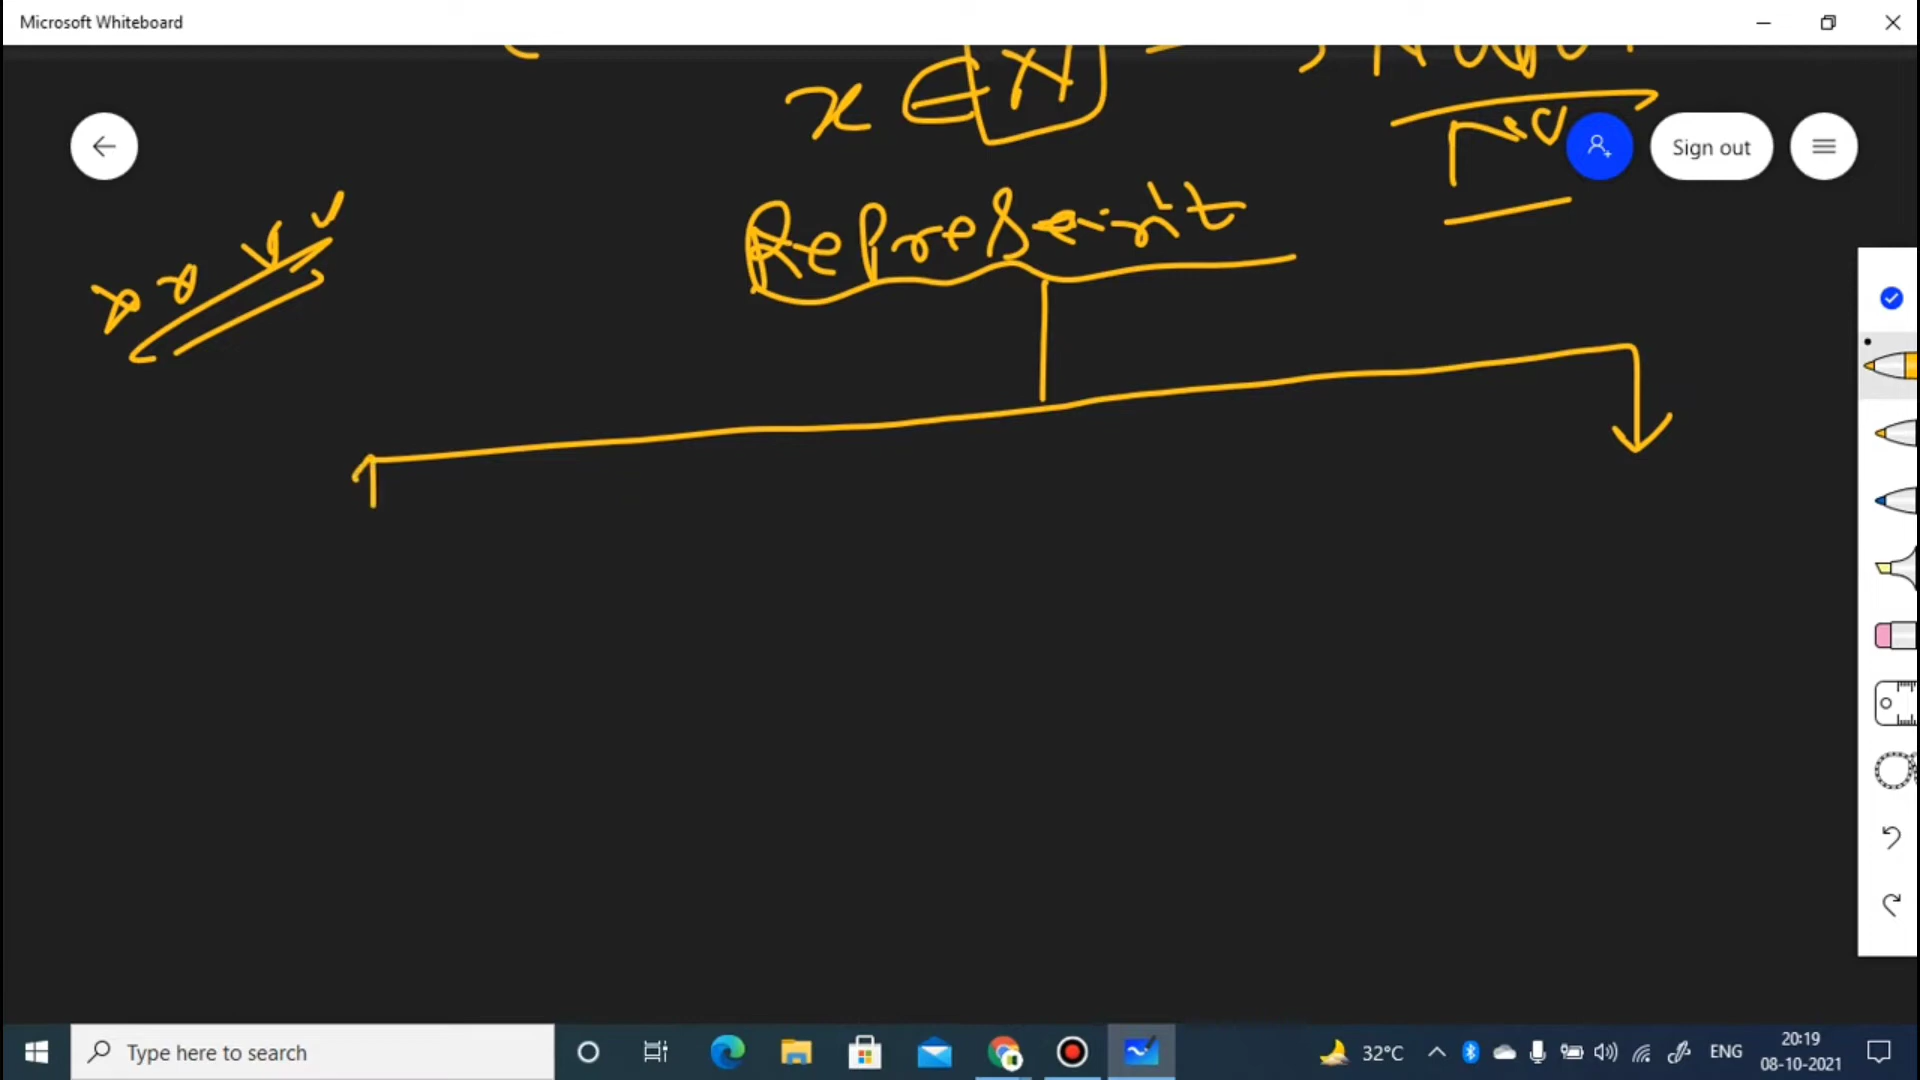 Microsoft Whiteboard
x ∈ N
Sign out
Represent
Type here to search
32°C
ENG
20:19
08-10-2021